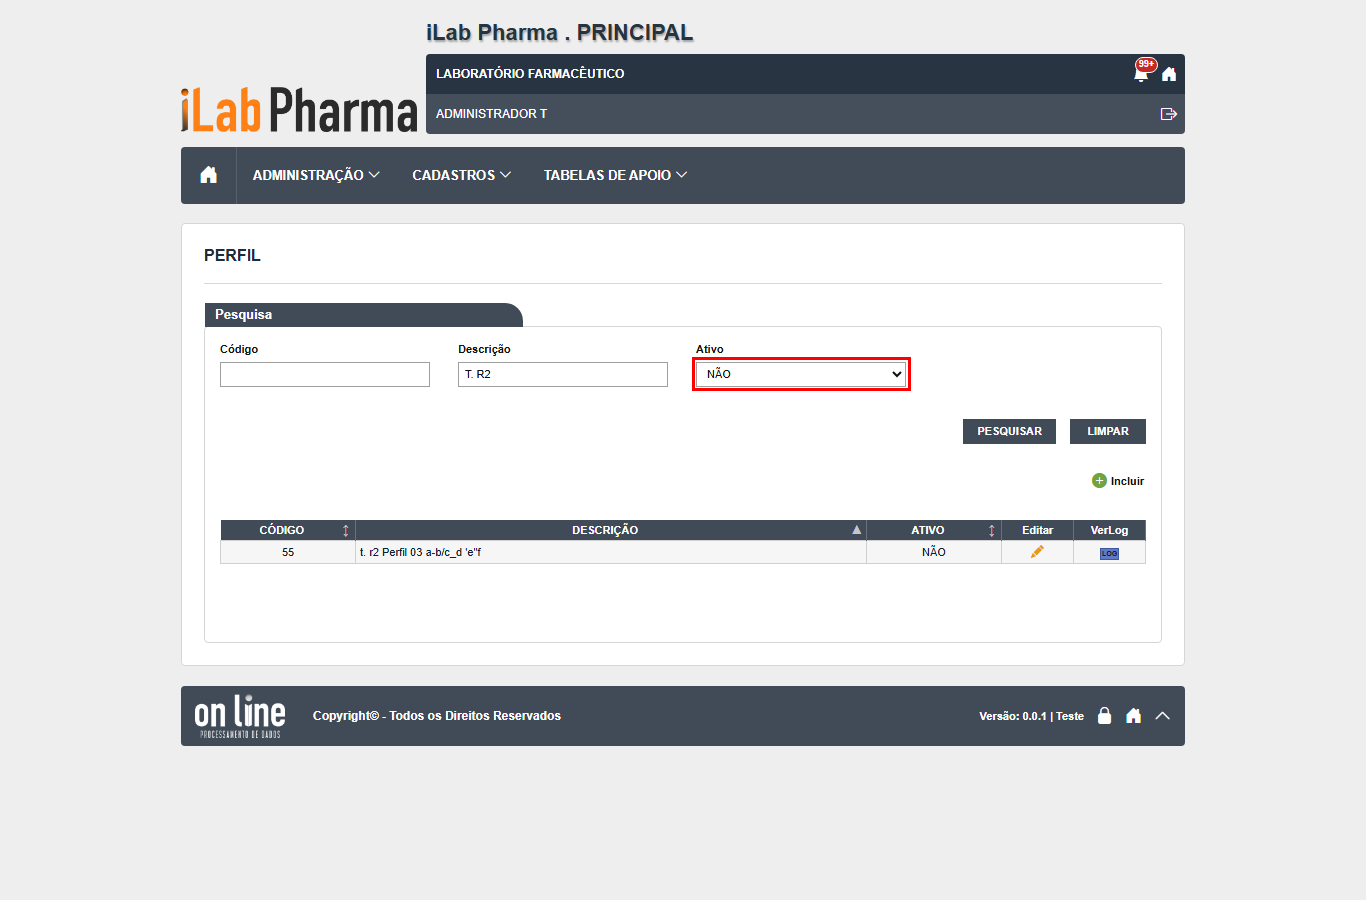 iLab Pharma . PRINCIPAL
LABORATÓRIO FARMACÊUTICO
99+
iLab Pharma
ADMINISTRADOR T
ADMINISTRAÇÃO
CADASTROS
TABELAS DE APOIO
PERFIL
Pesquisa
Código
Descrição
Ativo
T. R2
NÃO
PESQUISAR
LIMPAR
Incluir
CÓDIGO
DESCRIÇÃO
ATIVO
Editar
VerLog
55
t. r2 Perfil 03 a-b/c_d 'e"f
NÃO
LOG
on line
PROCESSAMENTO DE DADOS
Copyright© - Todos os Direitos Reservados
Versão: 0.0.1 | Teste